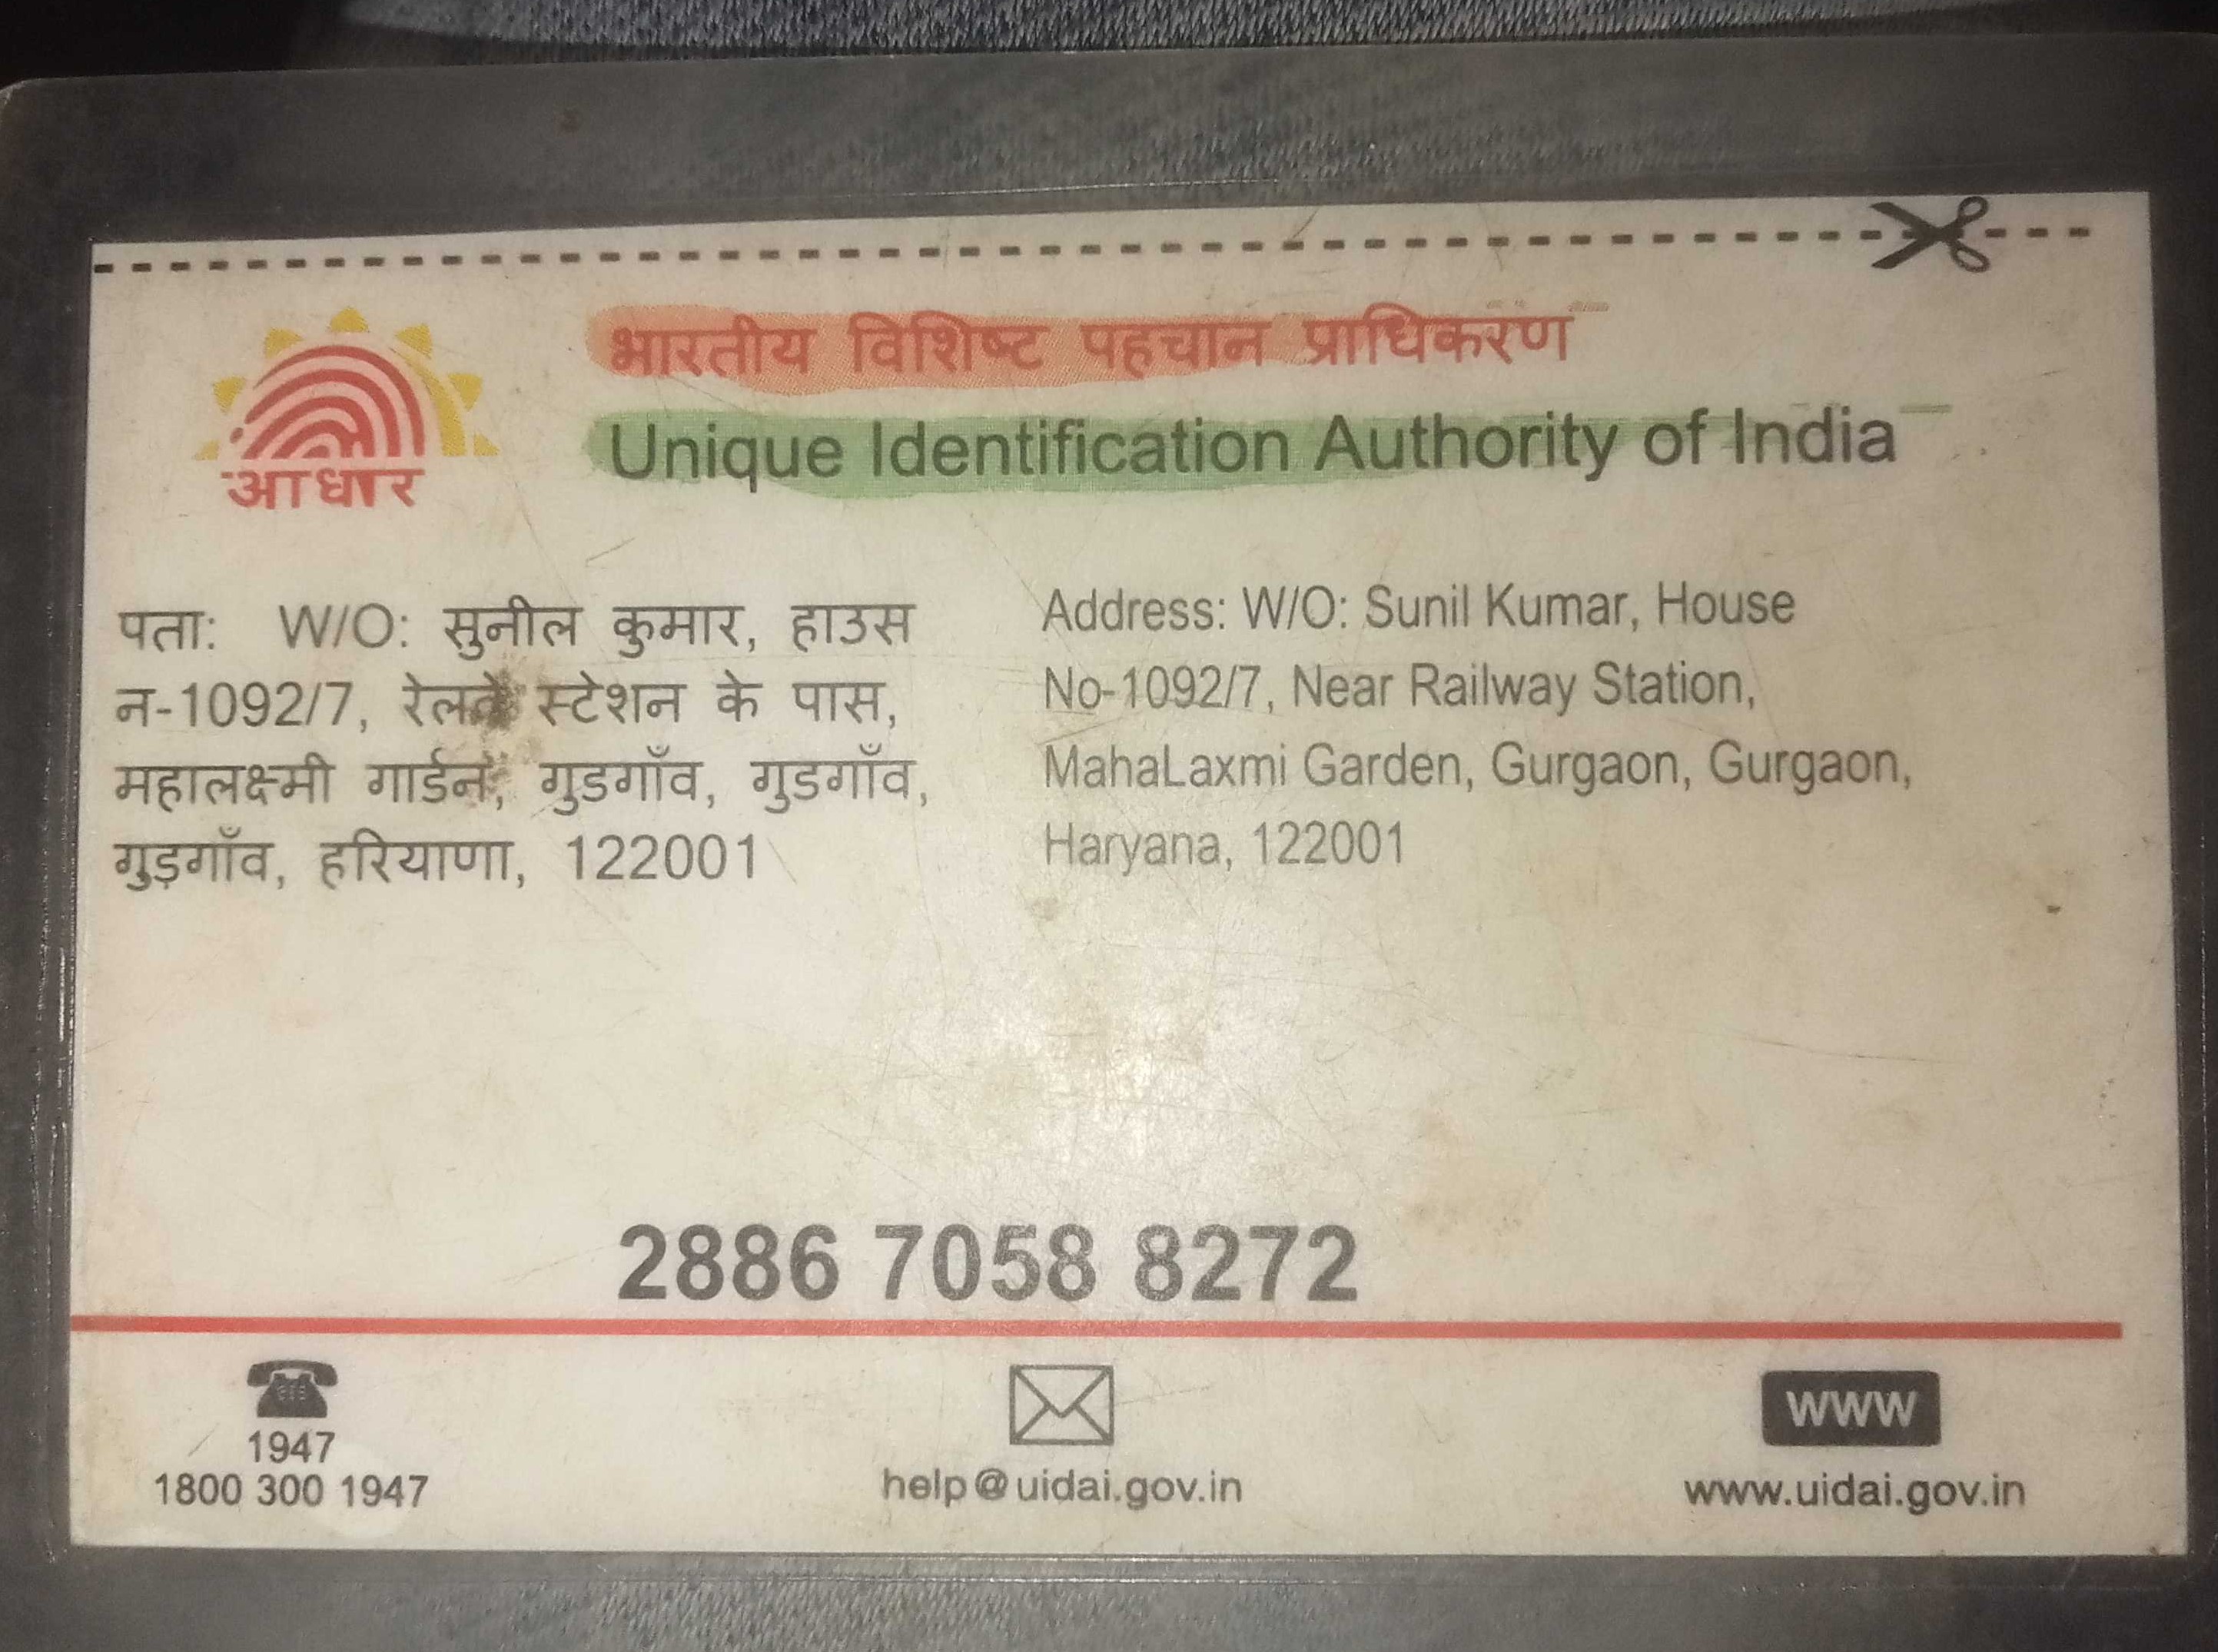 भारतीय विशिष्ट पहचान प्राधिकरण
Unique Identification Authority of India
आधार
पता: W/O: सुनील कुमार, हाउस
न-1092/7, रेलवे स्टेशन के पास,
महालक्ष्मी गार्डन, गुडगाँव, गुडगाँव,
गुड़गाँव, हरियाणा, 122001
Address: W/O: Sunil Kumar, House
No-1092/7, Near Railway Station,
MahaLaxmi Garden, Gurgaon, Gurgaon,
Haryana, 122001
2886 7058 8272
1947
1800 300 1947
help@uidai.gov.in
www
www.uidai.gov.in